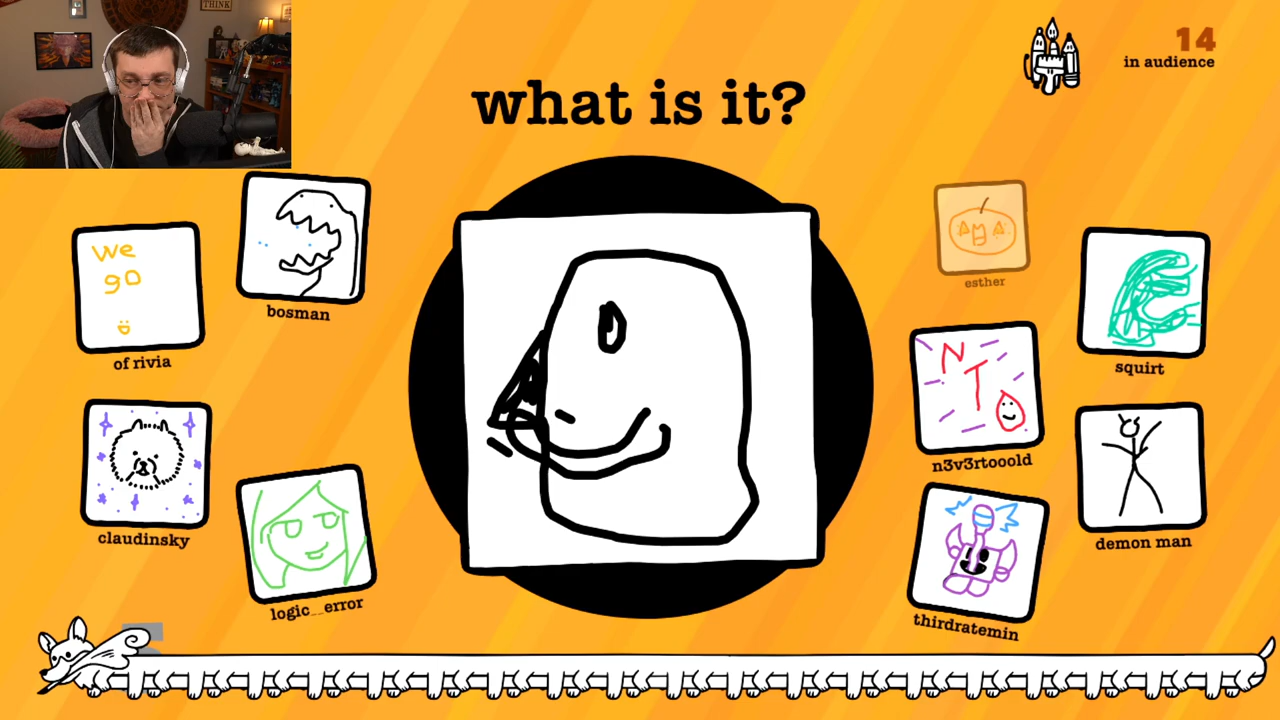 THINK
14
in audience
what is it?
we
go
of rivia
bosman
esther
squirt
claudinsky
logic_error
N
T
O
n3v3rtooold
demon man
thirdratemin